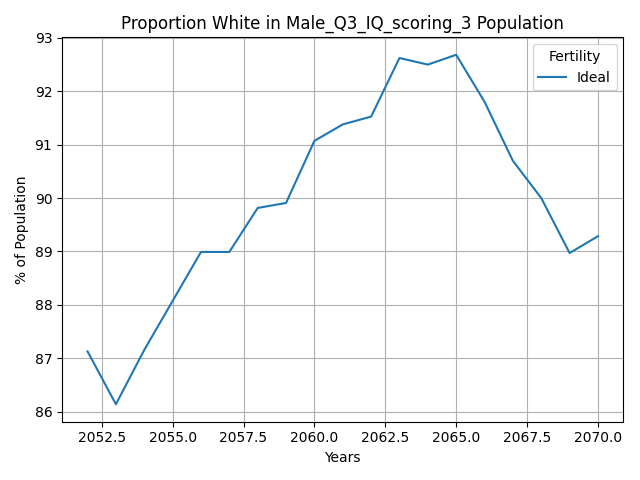 Proportion White in Male_Q3_IQ_scoring_3 Population
Fertility
Ideal
% of Population
93
92
91
90
89
88
87
86
2052.5 2055.0 2057.5 2060.0 2062.5 2065.0 2067.5 2070.0
Years